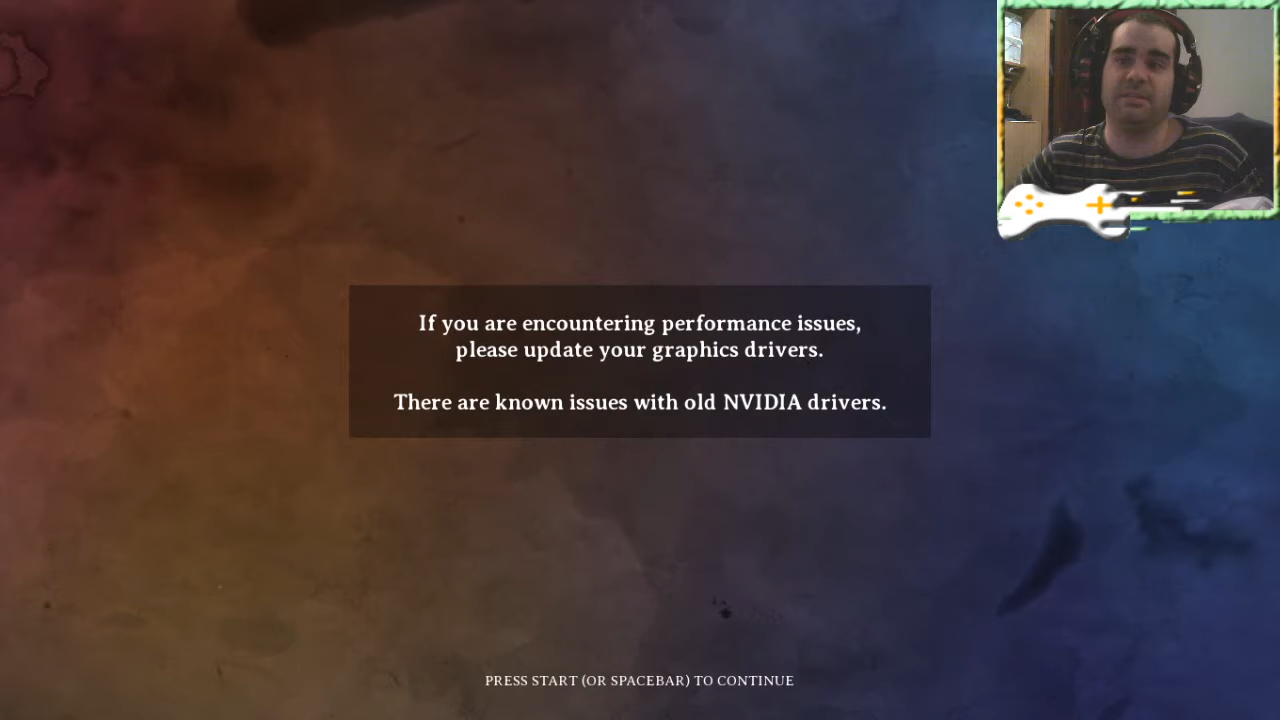 If you are encountering performance issues,
please update your graphics drivers.
There are known issues with old NVIDIA drivers.
PRESS START (OR SPACEBAR) TO CONTINUE